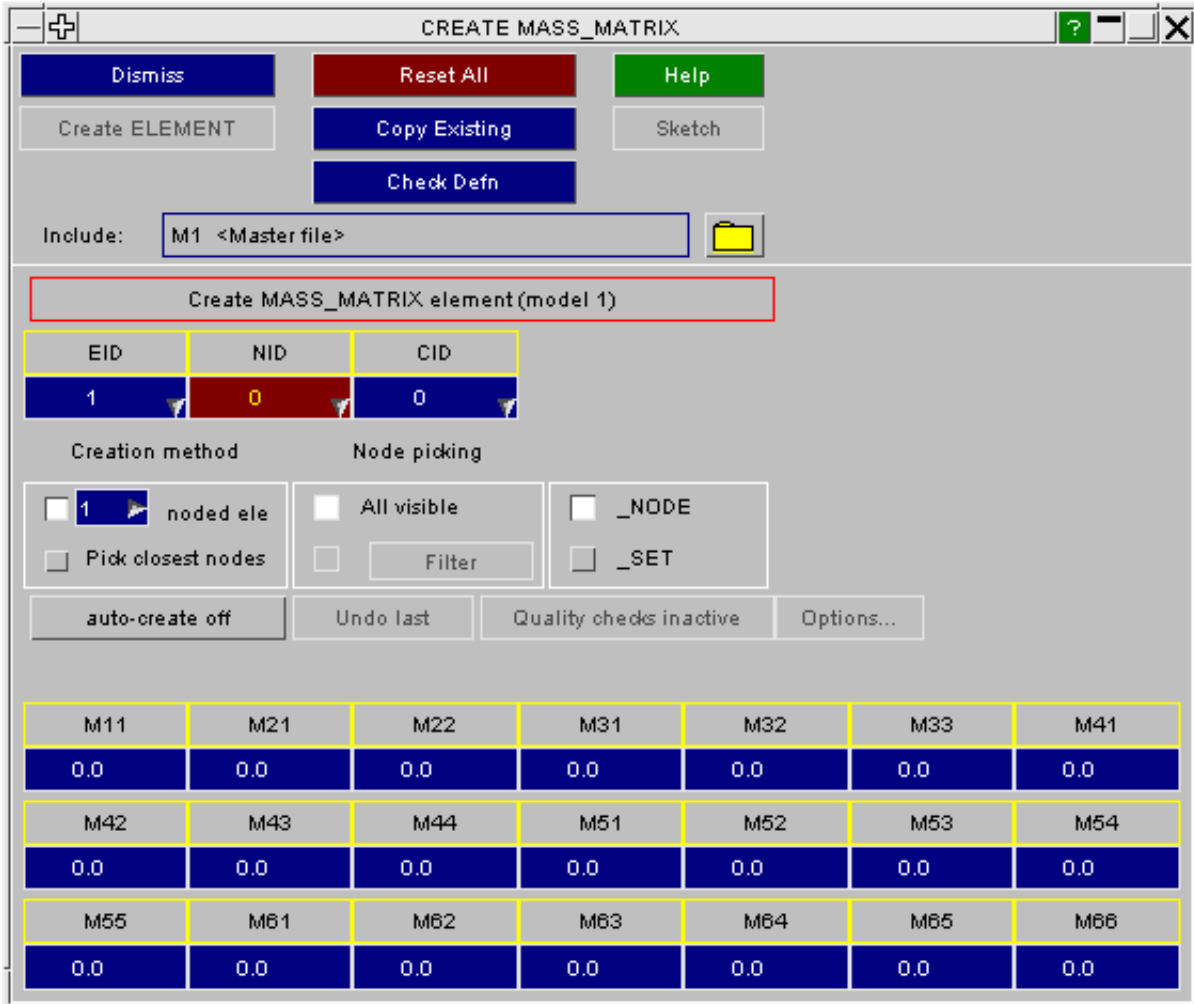 CREATE MASS_MATRIX ?
Dismiss Reset All Help
Create ELEMENT Copy Existing Sketch
Check Defn
Include: M1 <Master file>
Create MASS_MATRIX element (model 1)
EID NID CID
1 0 0
Creation method Node picking
1 noded ele All visible _NODE
Pick closest nodes Filter _SET
auto-create off Undo last Quality checks inactive Options...
M11 M21 M22 M31 M32 M33 M41
0.0 0.0 0.0 0.0 0.0 0.0 0.0
M42 M43 M44 M51 M52 M53 M54
0.0 0.0 0.0 0.0 0.0 0.0 0.0
M55 M61 M62 M63 M64 M65 M66
0.0 0.0 0.0 0.0 0.0 0.0 0.0